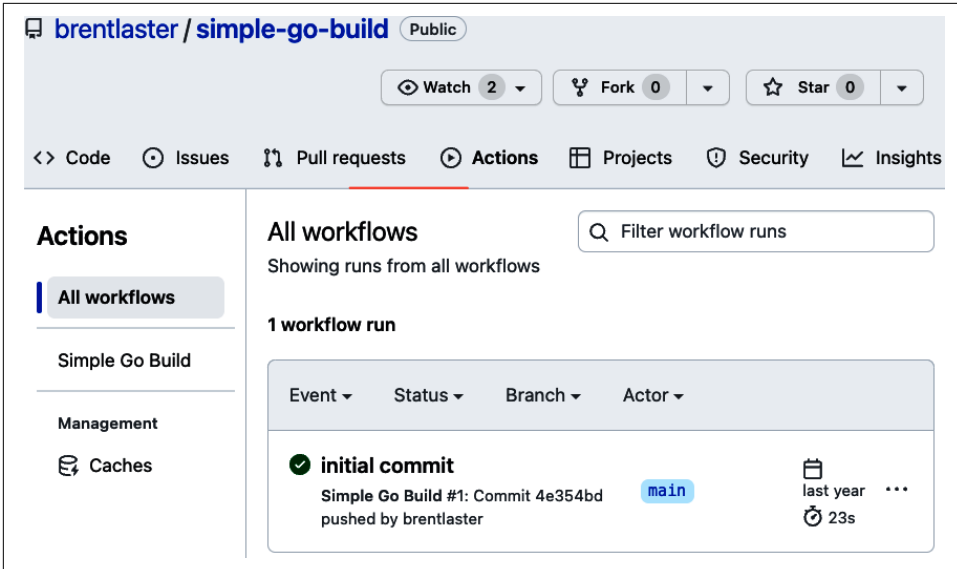 brentlaster / simple-go-build Public
Watch 2 Fork 0 Star 0
Code Issues Pull requests Actions Projects Security Insights
Actions
All workflows
Simple Go Build
Management
Caches
All workflows
Showing runs from all workflows
Filter workflow runs
1 workflow run
Event Status Branch Actor
initial commit
Simple Go Build #1: Commit 4e354bd
pushed by brentlaster
main
last year
23s